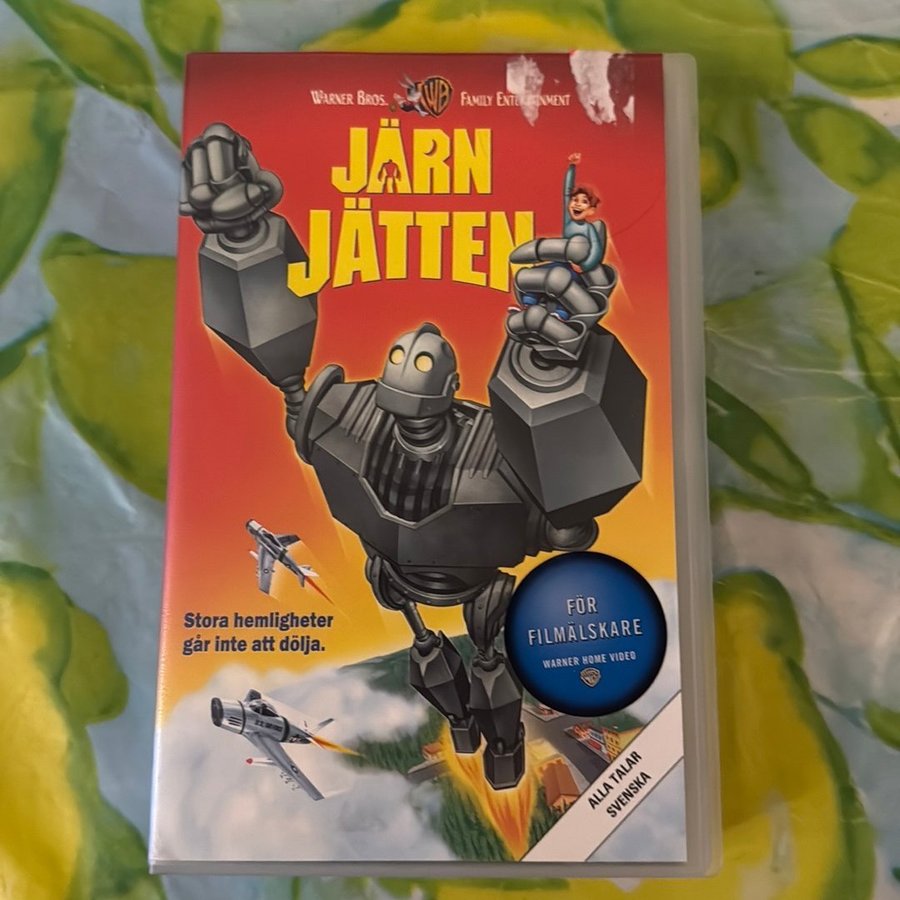 WARNER BROS. WB FAMILY ENTERTAINMENT
JÄRN
JÄTTEN
Stora hemligheter
går inte att dölja.
FÖR
FILMÄLSKARE
WARNER HOME VIDEO
ALLA TALAR
SVENSKA